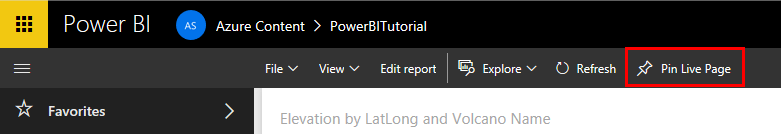 Power BI AS Azure Content > PowerBITutorial
File View Edit report Explore Refresh Pin Live Page
Favorites
Elevation by LatLong and Volcano Name